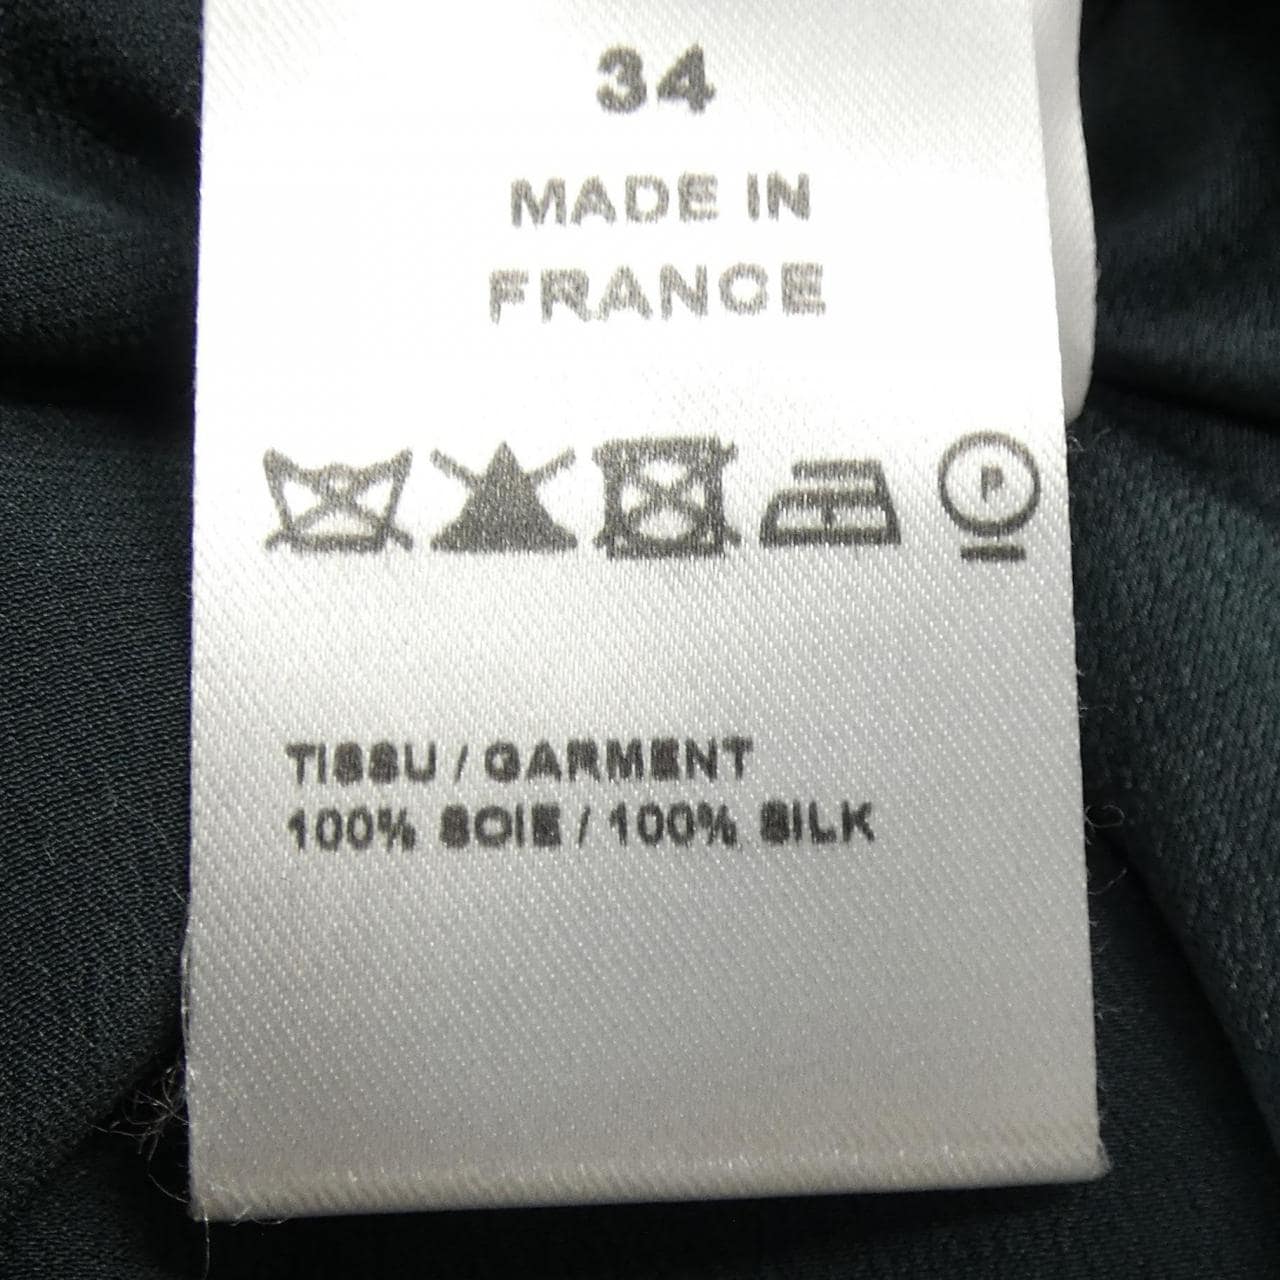 34
MADE IN
FRANCE
P
TISSU / GARMENT
100% SOIE / 100% SILK